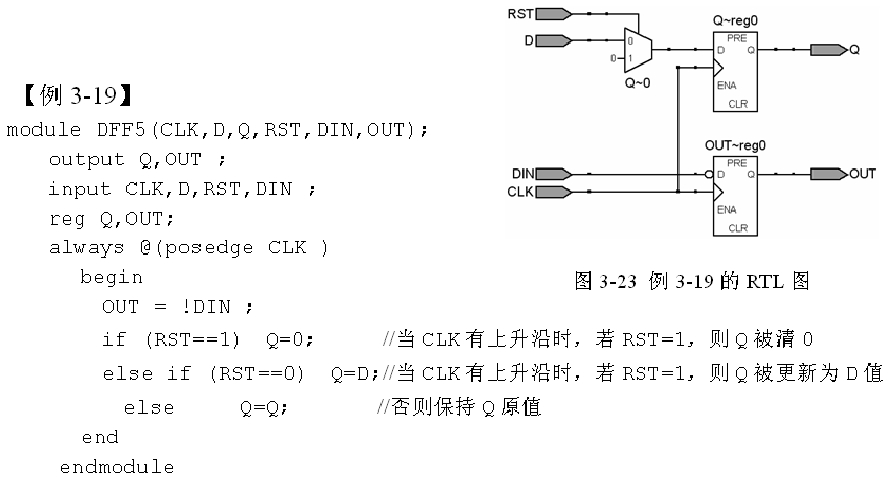 【例 3-19】
module DFF5(CLK,D,Q,RST,DIN,OUT);
output Q,OUT ;
input CLK,D,RST,DIN ;
reg Q,OUT;
always @(posedge CLK )
begin
OUT = !DIN ;
if (RST==1) Q=0; //当 CLK 有上升沿时，若 RST=1，则 Q 被清 0
else if (RST==0) Q=D;//当 CLK 有上升沿时，若 RST=1，则 Q 被更新为 D 值
else Q=Q; //否则保持 Q 原值
end
endmodule
RST
D
0
0
1
Q~0
Q~reg0
PRE
D Q
ENA
CLR
Q
DIN
CLK
OUT~reg0
PRE
D Q
ENA
CLR
OUT
图 3-23 例 3-19 的 RTL 图